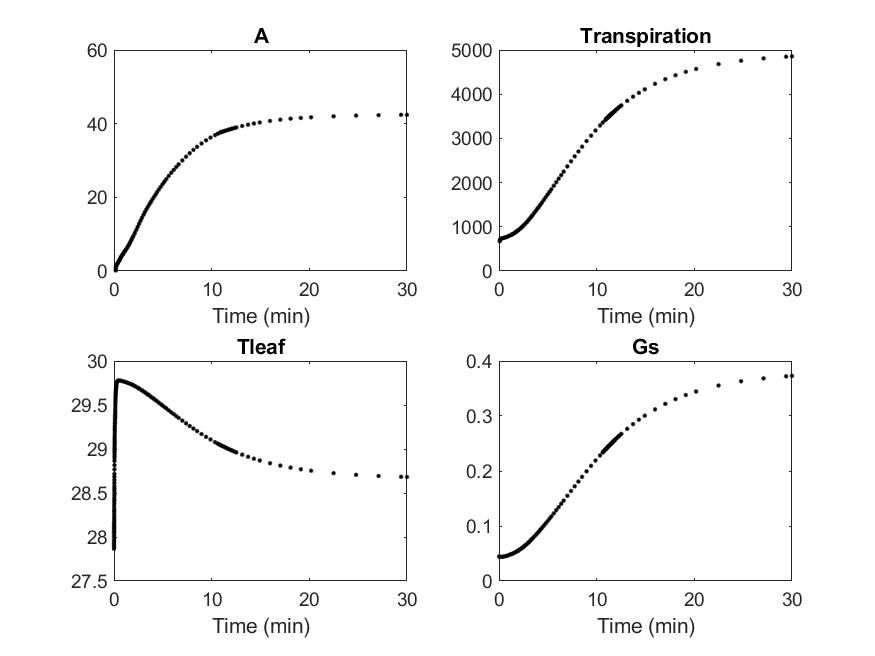 A
60
40
20
0
0 10 20 30
Time (min)
Transpiration
5000
4000
3000
2000
1000
0
0 10 20 30
Time (min)
Tleaf
30
29.5
29
28.5
28
27.5
0 10 20 30
Time (min)
Gs
0.4
0.3
0.2
0.1
0
0 10 20 30
Time (min)